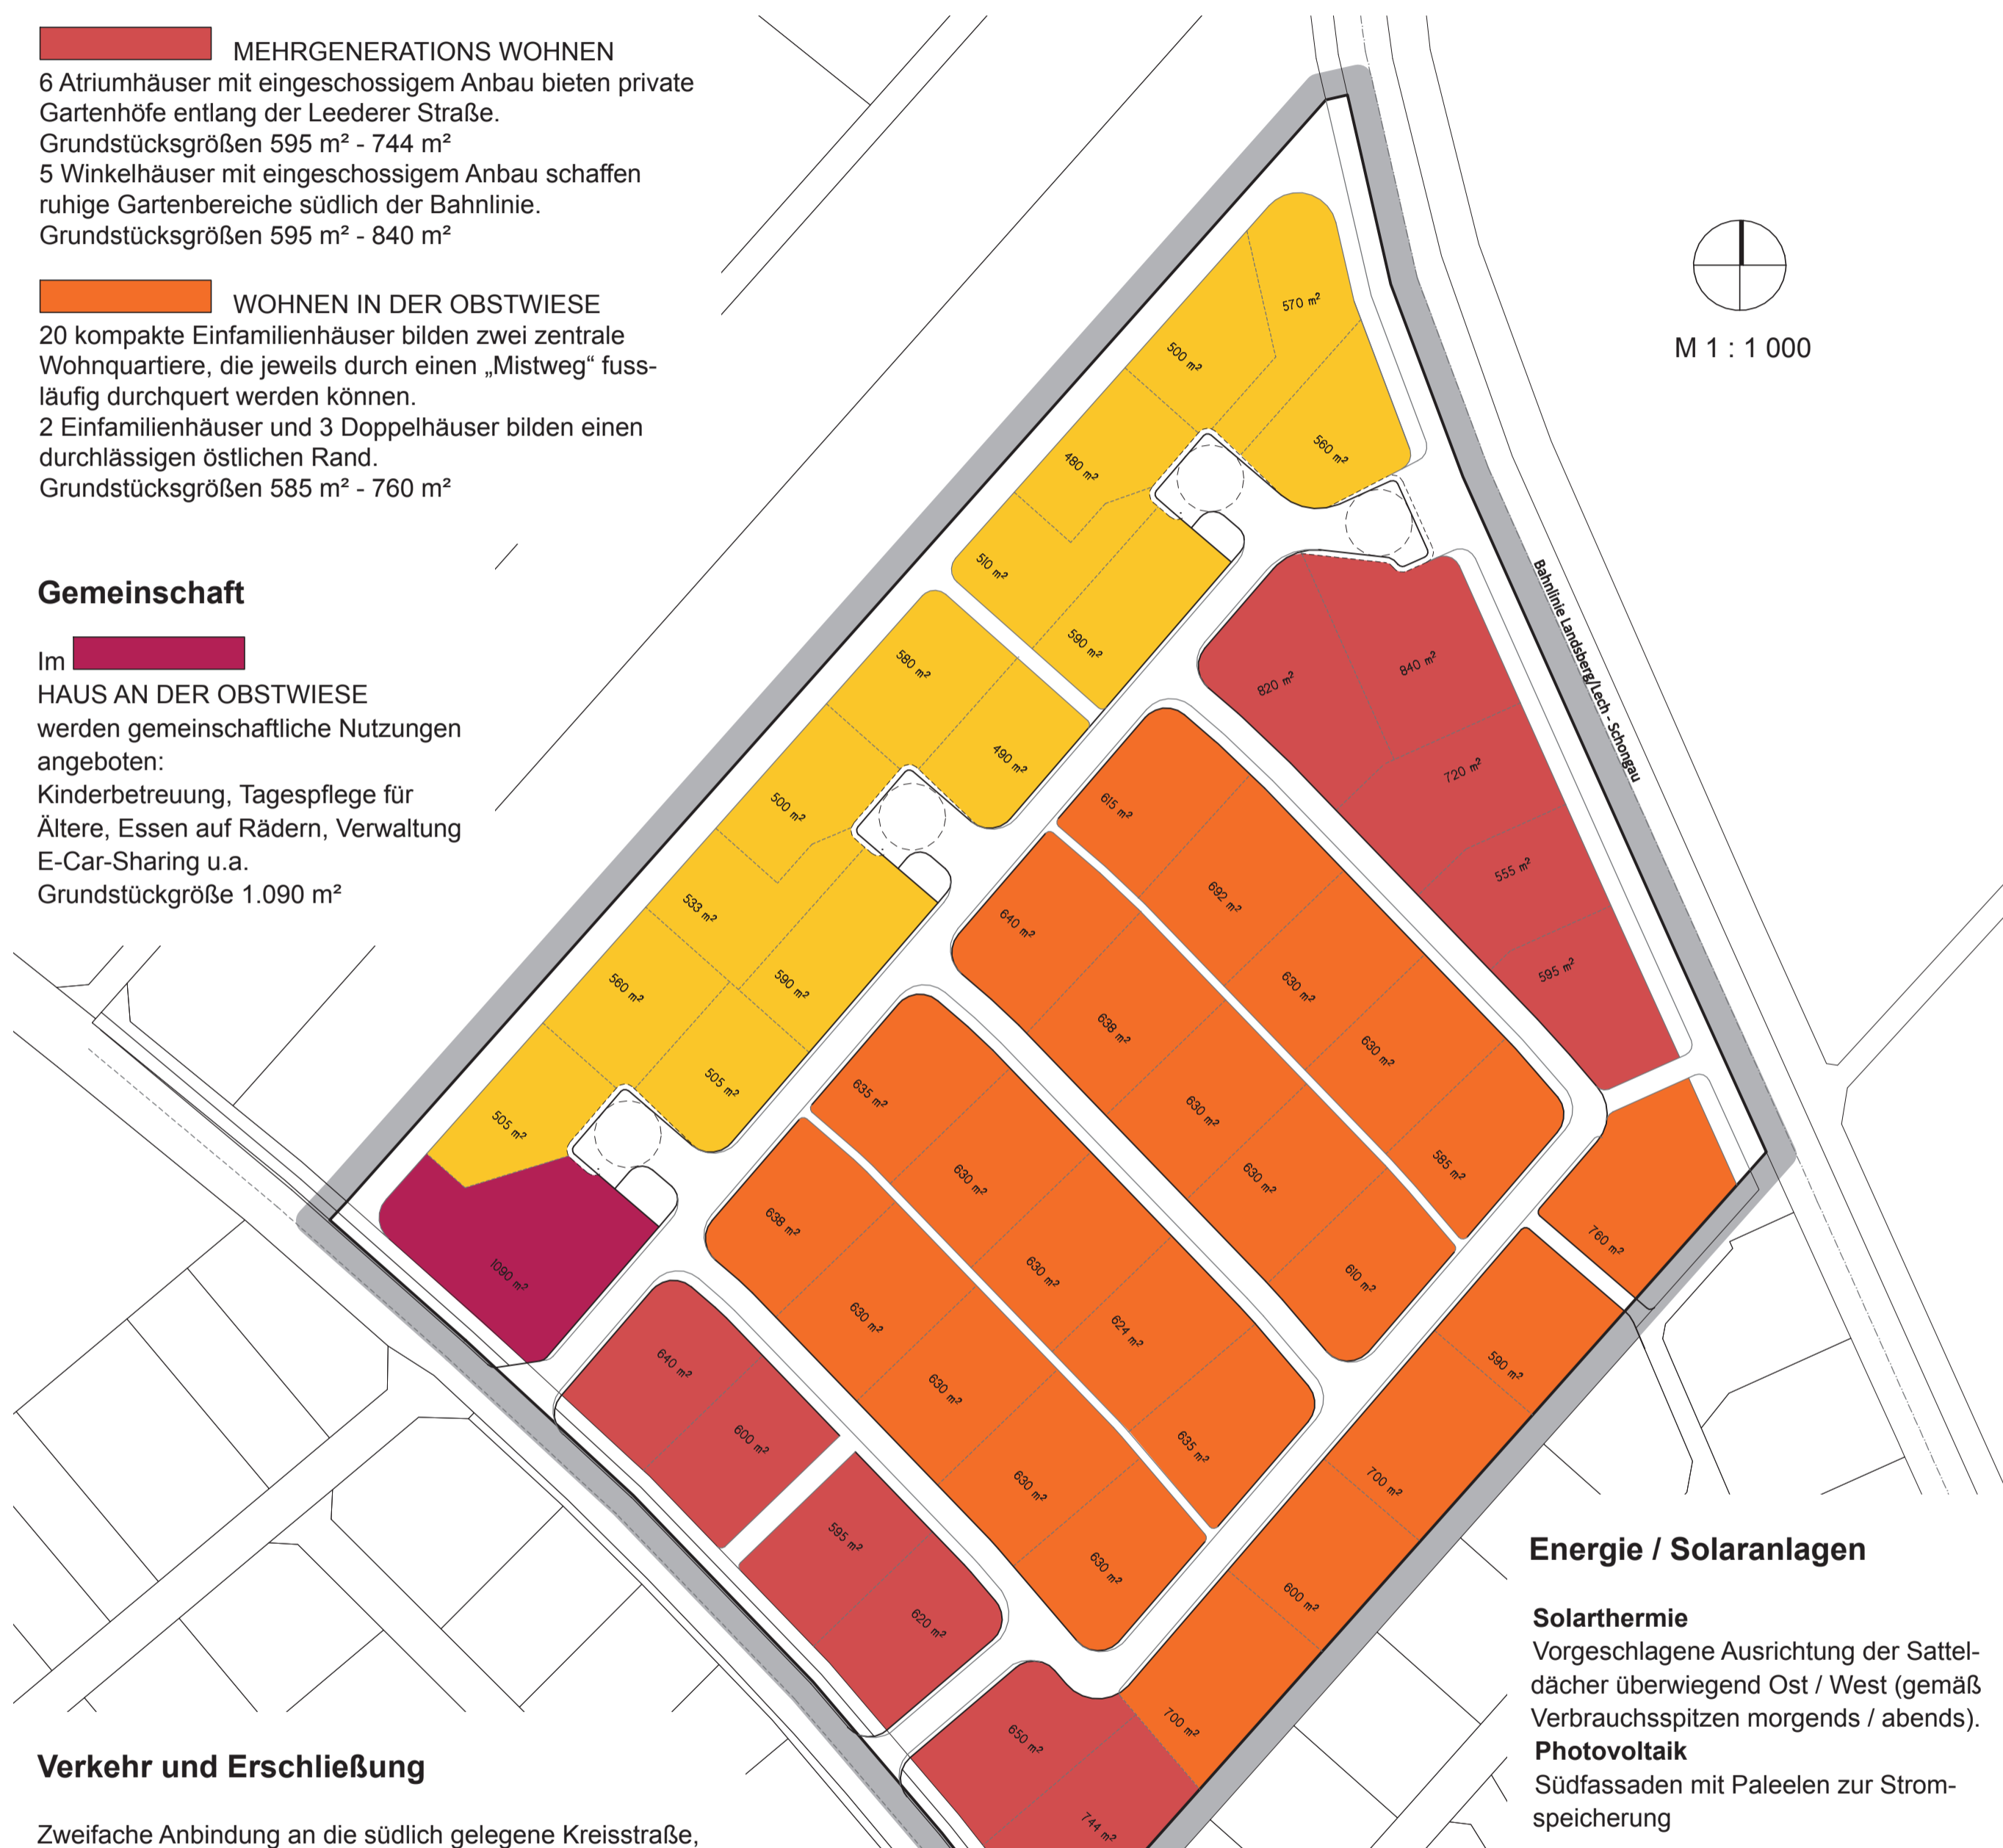 MEHRGENERATIONS WOHNEN
6 Atriumhäuser mit eingeschossigem Anbau bieten private
Gartenhöfe entlang der Leederer Straße.
Grundstücksgrößen 595 m² - 744 m²
5 Winkelhäuser mit eingeschossigem Anbau schaffen
ruhige Gartenbereiche südlich der Bahnlinie.
Grundstücksgrößen 595 m² - 840 m²
WOHNEN IN DER OBSTWIESE
20 kompakte Einfamilienhäuser bilden zwei zentrale
Wohnquartiere, die jeweils durch einen „Mistweg“ fuss-
läufig durchquert werden können.
2 Einfamilienhäuser und 3 Doppelhäuser bilden einen
durchlässigen östlichen Rand.
Grundstücksgrößen 585 m² - 760 m²
Gemeinschaft
Im
HAUS AN DER OBSTWIESE
werden gemeinschaftliche Nutzungen
angeboten:
Kinderbetreuung, Tagespflege für
Ältere, Essen auf Rädern, Verwaltung
E-Car-Sharing u.a.
Grundstückgröße 1.090 m²
Verkehr und Erschließung
Zweifache Anbindung an die südlich gelegene Kreisstraße,
M 1 : 1 000
Bahnlinie Landsberg/Lech - Schongau
570 m²
500 m²
560 m²
480 m²
510 m²
590 m²
580 m²
490 m²
500 m²
533 m²
590 m²
560 m²
505 m²
505 m²
1090 m²
820 m²
840 m²
720 m²
555 m²
595 m²
615 m²
692 m²
630 m²
630 m²
585 m²
640 m²
638 m²
630 m²
630 m²
610 m²
635 m²
630 m²
630 m²
624 m²
635 m²
638 m²
630 m²
630 m²
630 m²
630 m²
760 m²
590 m²
700 m²
600 m²
700 m²
640 m²
600 m²
595 m²
620 m²
650 m²
744 m²
Energie / Solaranlagen
Solarthermie
Vorgeschlagene Ausrichtung der Sattel-
dächer überwiegend Ost / West (gemäß
Verbrauchsspitzen morgends / abends).
Photovoltaik
Südfassaden mit Paleelen zur Strom-
speicherung